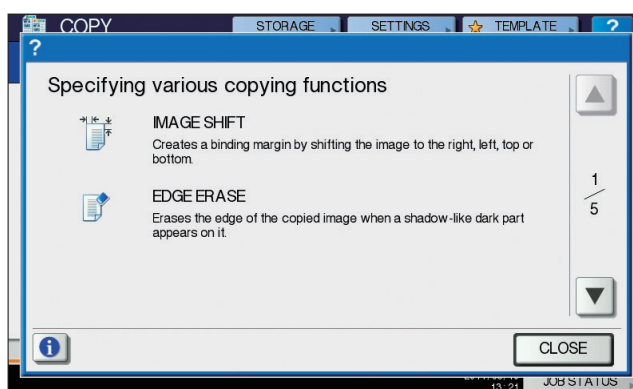 COPY
STORAGE
SETTINGS
TEMPLATE
?
?
Specifying various copying functions
IMAGE SHIFT
Creates a binding margin by shifting the image to the right, left, top or
bottom.
EDGE ERASE
Erases the edge of the copied image when a shadow-like dark part
appears on it.
1
5
i
CLOSE
13:21
JOB STATUS